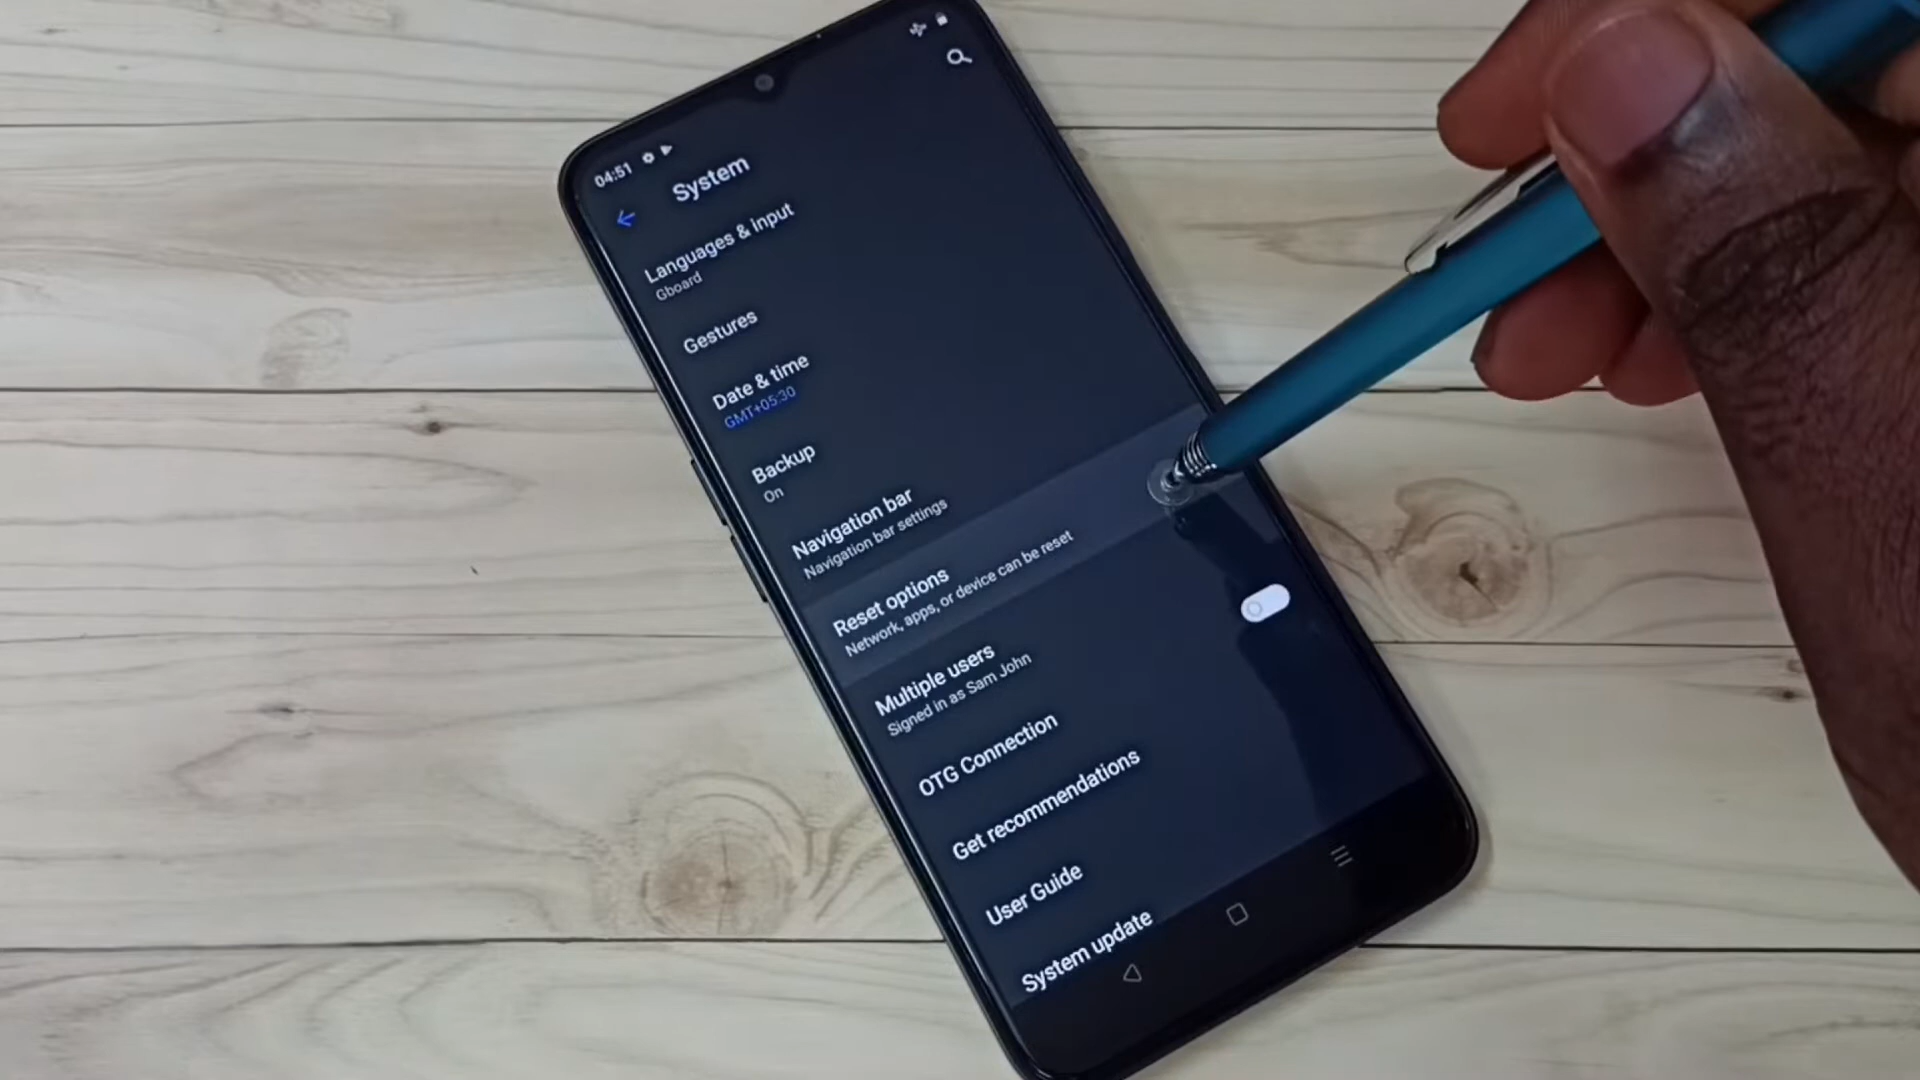 04:51
System
Languages & input
Gboard
Gestures
Date & time
GMT+05:30
Backup
On
Navigation bar
Navigation bar settings
Reset options
Network, apps, or device can be reset
Multiple users
Signed in as Sam John
OTG Connection
Get recommendations
User Guide
System update